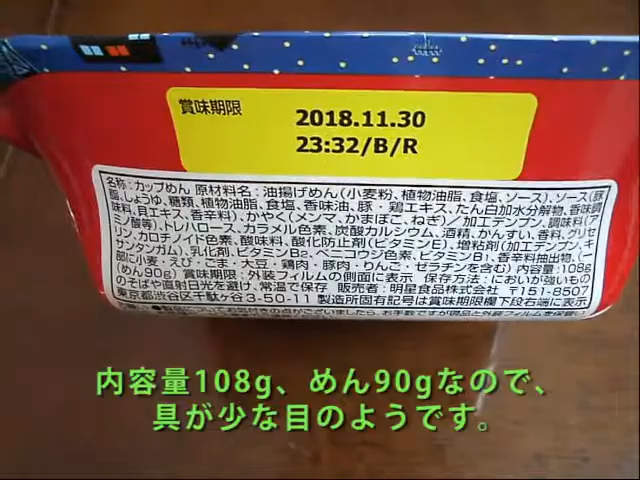 賞味期限
2018.11.30
23:32/B/R
名称:カップめん 原材料名:油揚げめん(小麦粉、植物油脂、食塩、ソース)、ソース(豚
脂、しょうゆ、糖類、植物油脂、食塩、香味油、豚・鶏エキス、たん白加水分解物、香味調
味料、貝エキス、香辛料)、かやく(メンマ、かまぼこ、ねぎ)/加工デンプン、調味料(ア
ミノ酸等)、トレハロース、カラメル色素、炭酸カルシウム、酒精、かんすい、香料、グリセ
リン、カロチノイド色素、酸味料、酸化防止剤(ビタミンE)、増粘剤(加工デンプン、キ
サンタンガム)、乳化剤、ビタミンB2、ベニコウジ色素、ビタミンB1、香辛料抽出物、(一
部に小麦・えび・ごま・大豆・鶏肉・豚肉・りんご・ゼラチンを含む) 内容量:108g
(めん90g) 賞味期限:外装フィルムの側面に表示 保存方法:においが強いもの
のそばや直射日光を避け、常温で保存 販売者:明星食品株式会社 〒151-8507
東京都渋谷区千駄ヶ谷3-50-11 製造所固有記号は賞味期限欄下段右端に表示
内容量108g、めん90gなので、
具が少な目のようです。